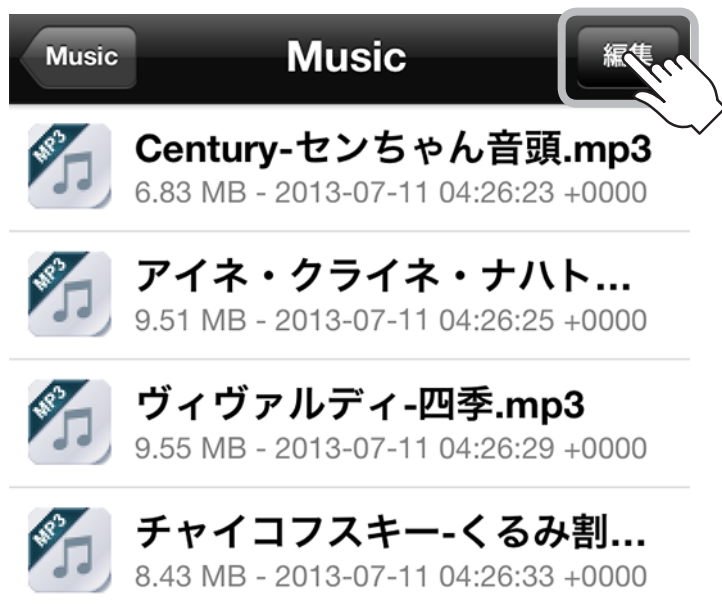 Music Music 編集
MP3
Century-センちゃん音頭.mp3
6.83 MB - 2013-07-11 04:26:23 +0000
MP3
アイネ・クライネ・ナハト...
9.51 MB - 2013-07-11 04:26:25 +0000
MP3
ヴィヴァルディ-四季.mp3
9.55 MB - 2013-07-11 04:26:29 +0000
MP3
チャイコフスキー-くるみ割...
8.43 MB - 2013-07-11 04:26:33 +0000